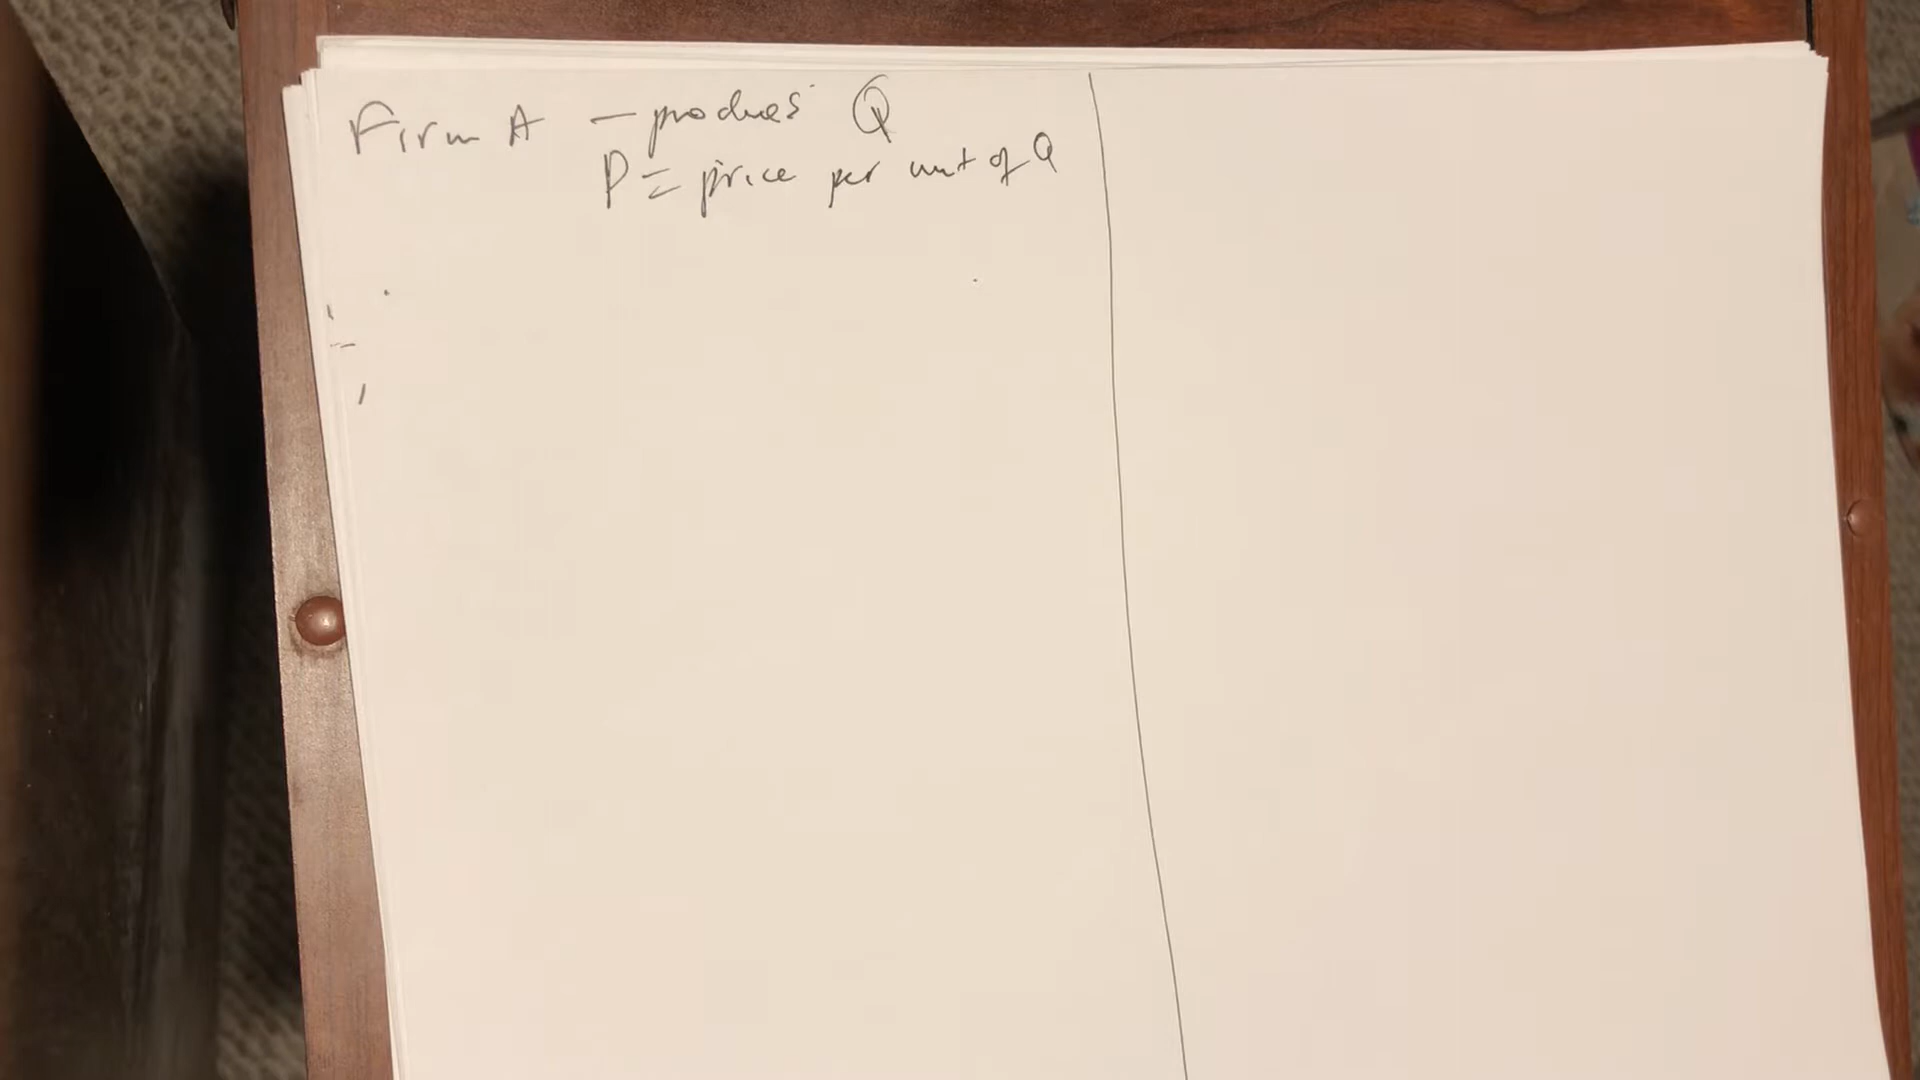 Firm A – produces Q
P = price per unit of Q